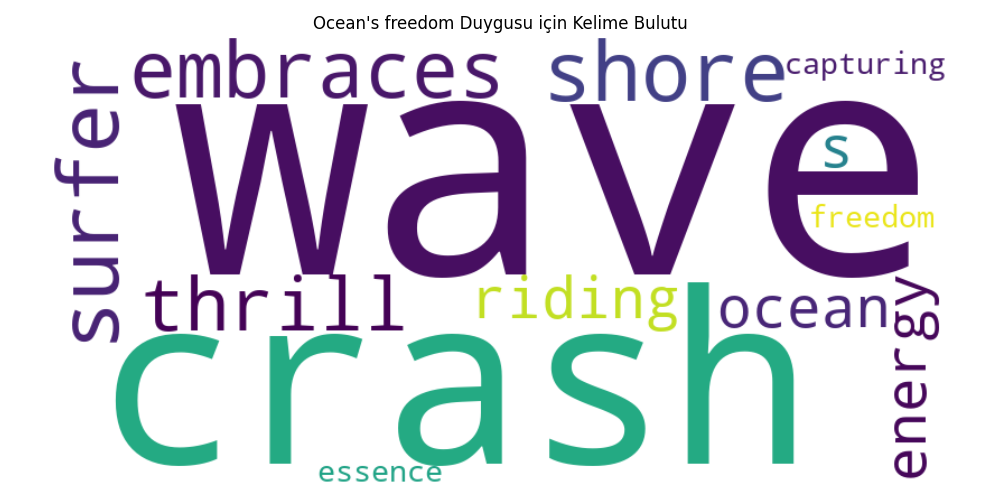 Ocean's freedom Duygusu için Kelime Bulutu
embraces
shore
capturing
surfer
wave
s
freedom
thrill
riding
ocean
energy
crash
essence